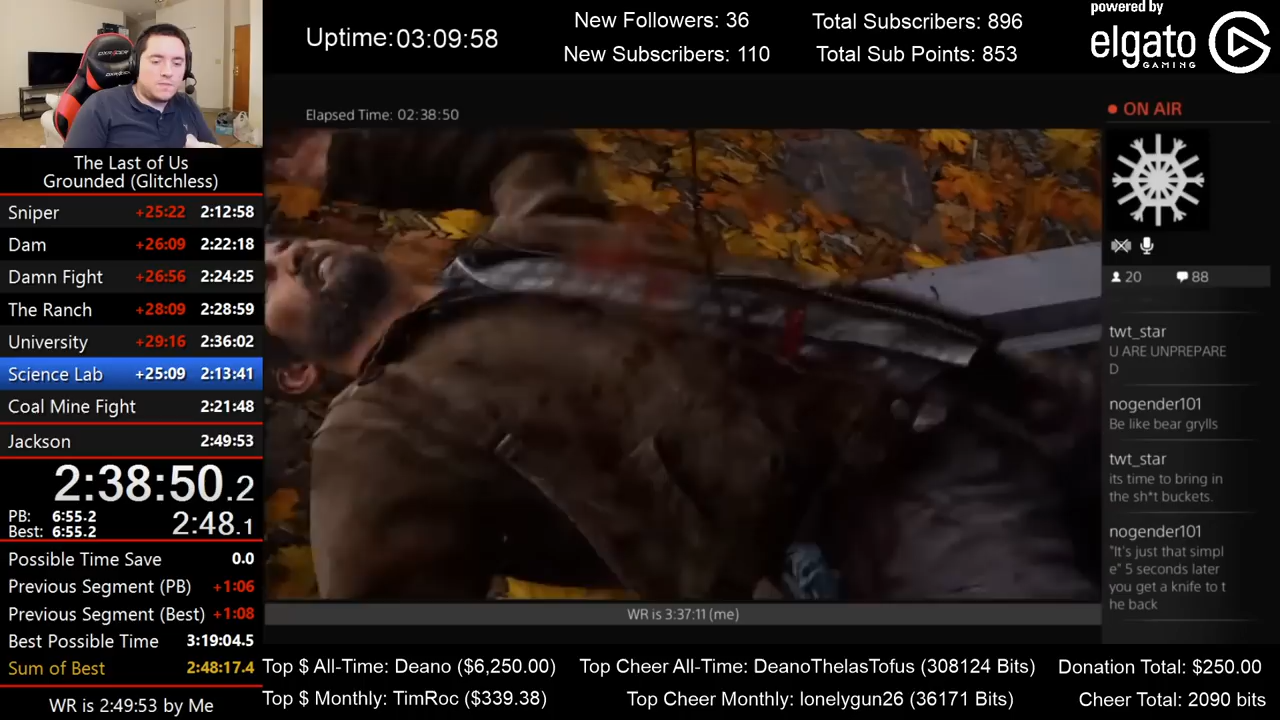 Uptime: 03:09:58
New Followers: 36
New Subscribers: 110
Total Subscribers: 896
Total Sub Points: 853
powered by
elgato
GAMING
DXRACER
The Last of Us
Grounded (Glitchless)
Sniper +25:22 2:12:58
Dam +26:09 2:22:18
Damn Fight +26:56 2:24:25
The Ranch +28:09 2:28:59
University +29:16 2:36:02
Science Lab +25:09 2:13:41
Coal Mine Fight 2:21:48
Jackson 2:49:53
2:38:50.2
PB: 6:55.2
Best: 6:55.2
2:48.1
Possible Time Save 0.0
Previous Segment (PB) +1:06
Previous Segment (Best) +1:08
Best Possible Time 3:19:04.5
Sum of Best 2:48:17.4
WR is 2:49:53 by Me
Elapsed Time: 02:38:50
WR is 3:37:11 (me)
ON AIR
20 88
twt_star
U ARE UNPREPARE
D
nogender101
Be like bear grylls
twt_star
its time to bring in
the sh*t buckets.
nogender101
"It's just that simpl
e" 5 seconds later
you get a knife to t
he back
Top $ All-Time: Deano ($6,250.00)
Top Cheer All-Time: DeanoThelasTofus (308124 Bits)
Donation Total: $250.00
Top $ Monthly: TimRoc ($339.38)
Top Cheer Monthly: lonelygun26 (36171 Bits)
Cheer Total: 2090 bits